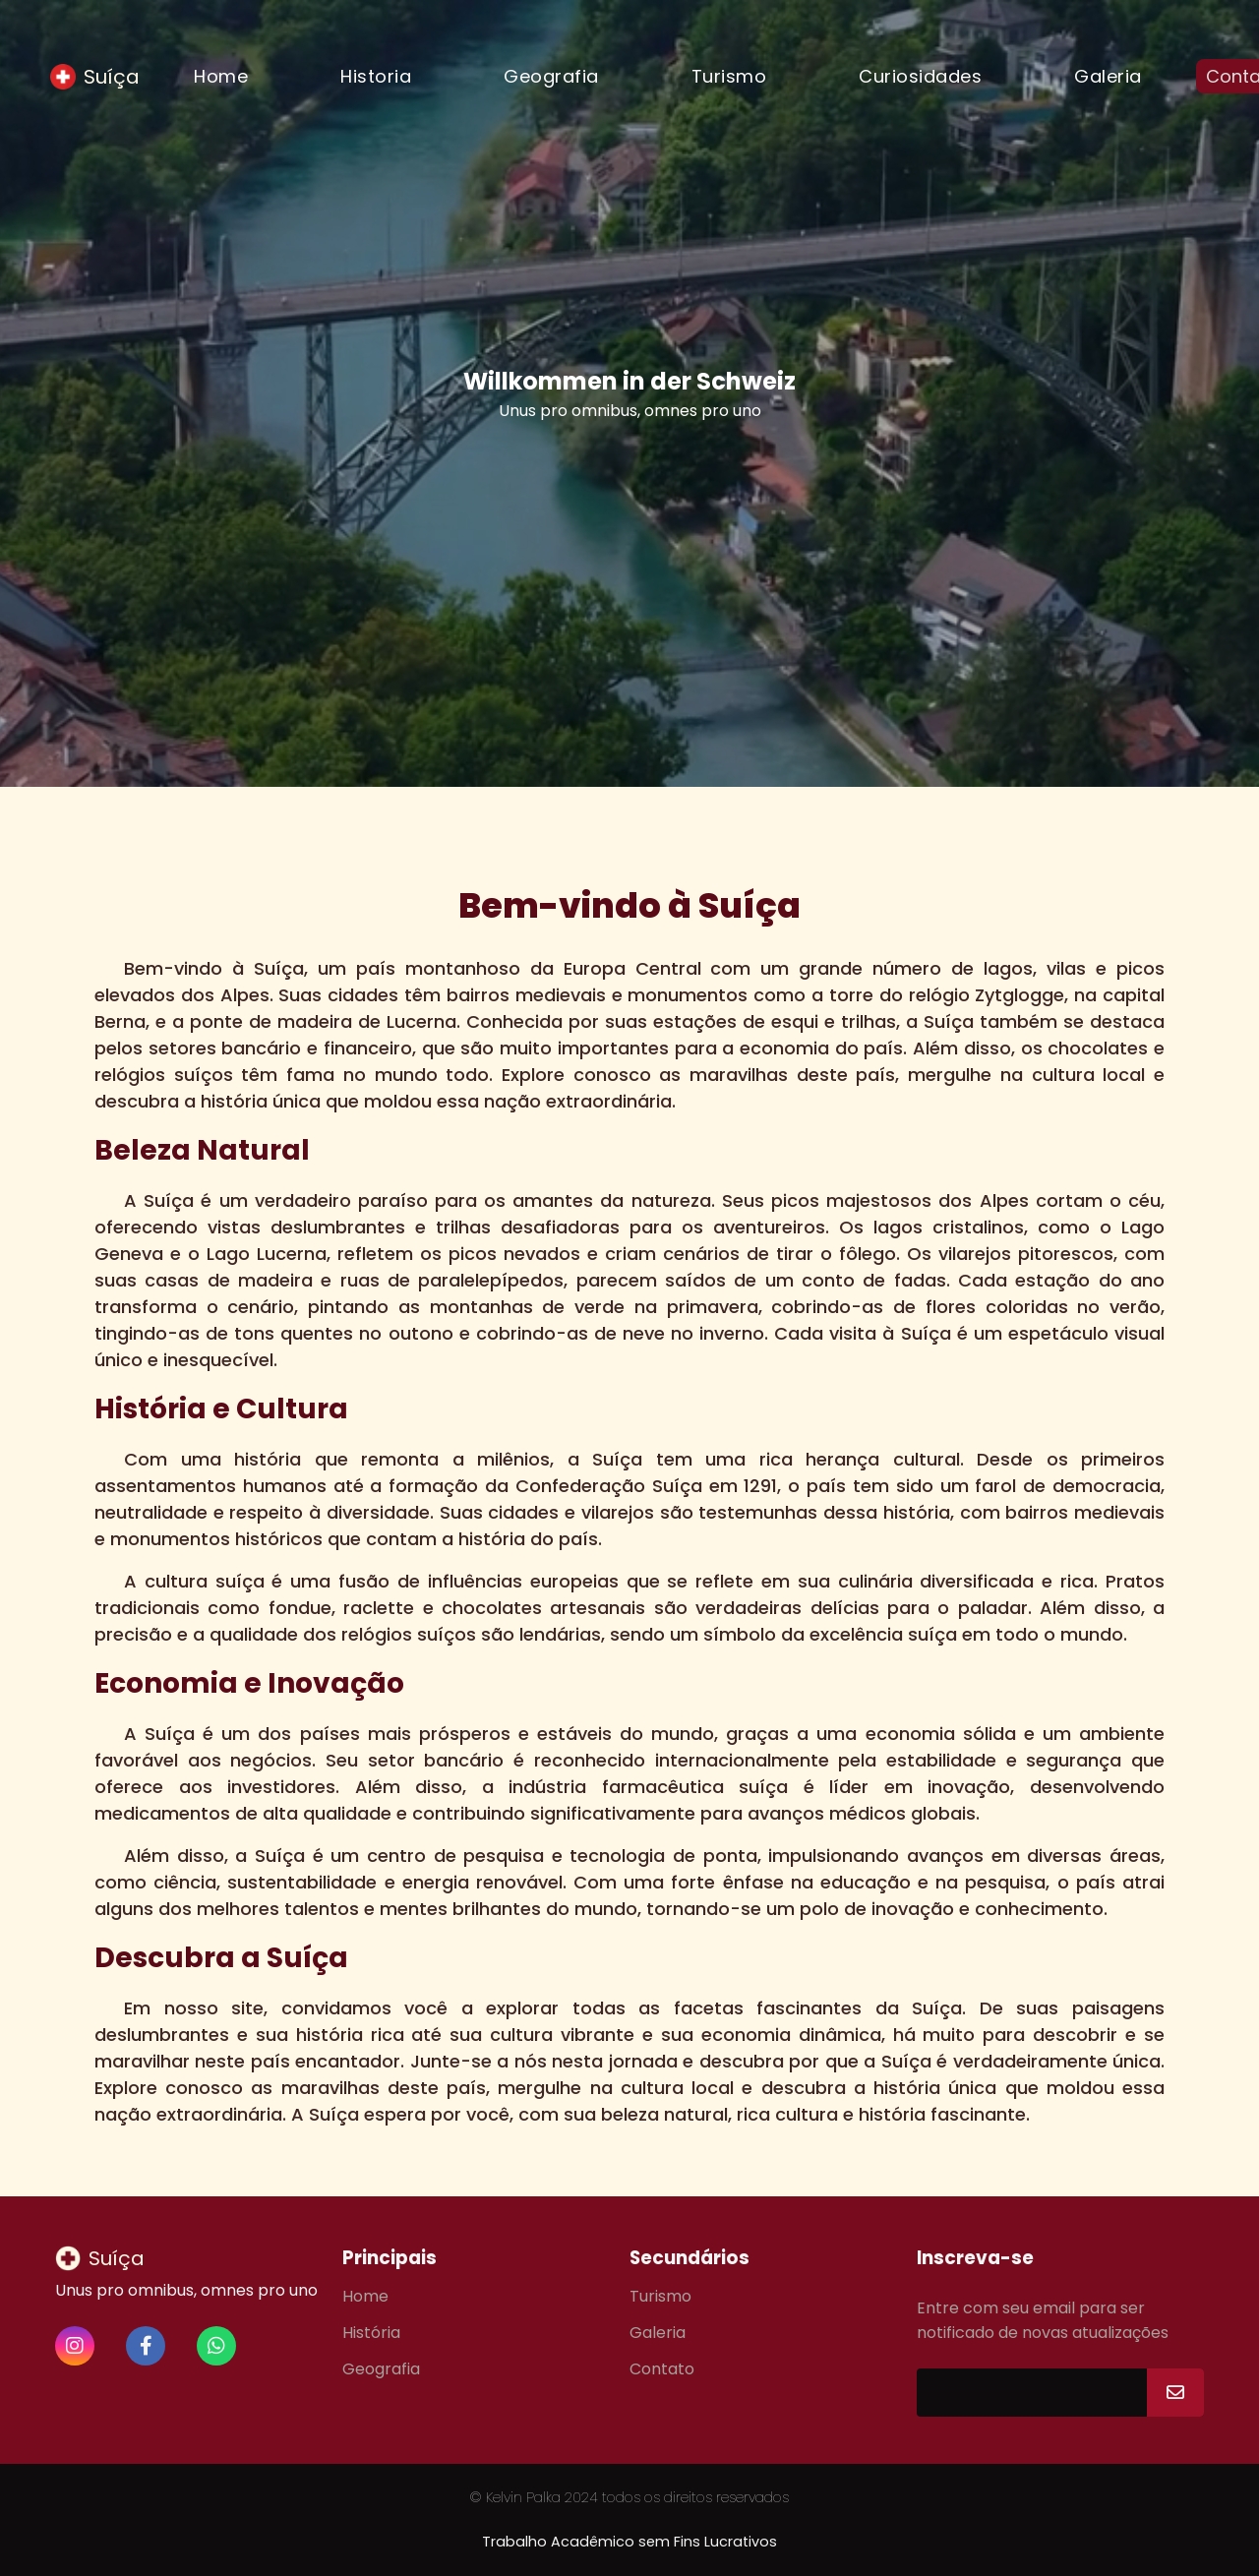 Suíça Home Historia Geografia Turismo Curiosidades Galeria Conta
Willkommen in der Schweiz
Unus pro omnibus, omnes pro uno
Bem-vindo à Suíça
Bem-vindo à Suíça, um país montanhoso da Europa Central com um grande número de lagos, vilas e picos
elevados dos Alpes. Suas cidades têm bairros medievais e monumentos como a torre do relógio Zytglogge, na capital
Berna, e a ponte de madeira de Lucerna. Conhecida por suas estações de esqui e trilhas, a Suíça também se destaca
pelos setores bancário e financeiro, que são muito importantes para a economia do país. Além disso, os chocolates e
relógios suíços têm fama no mundo todo. Explore conosco as maravilhas deste país, mergulhe na cultura local e
descubra a história única que moldou essa nação extraordinária.
Beleza Natural
A Suíça é um verdadeiro paraíso para os amantes da natureza. Seus picos majestosos dos Alpes cortam o céu,
oferecendo vistas deslumbrantes e trilhas desafiadoras para os aventureiros. Os lagos cristalinos, como o Lago
Geneva e o Lago Lucerna, refletem os picos nevados e criam cenários de tirar o fôlego. Os vilarejos pitorescos, com
suas casas de madeira e ruas de paralelepípedos, parecem saídos de um conto de fadas. Cada estação do ano
transforma o cenário, pintando as montanhas de verde na primavera, cobrindo-as de flores coloridas no verão,
tingindo-as de tons quentes no outono e cobrindo-as de neve no inverno. Cada visita à Suíça é um espetáculo visual
único e inesquecível.
História e Cultura
Com uma história que remonta a milênios, a Suíça tem uma rica herança cultural. Desde os primeiros
assentamentos humanos até a formação da Confederação Suíça em 1291, o país tem sido um farol de democracia,
neutralidade e respeito à diversidade. Suas cidades e vilarejos são testemunhas dessa história, com bairros medievais
e monumentos históricos que contam a história do país.
A cultura suíça é uma fusão de influências europeias que se reflete em sua culinária diversificada e rica. Pratos
tradicionais como fondue, raclette e chocolates artesanais são verdadeiras delícias para o paladar. Além disso, a
precisão e a qualidade dos relógios suíços são lendárias, sendo um símbolo da excelência suíça em todo o mundo.
Economia e Inovação
A Suíça é um dos países mais prósperos e estáveis do mundo, graças a uma economia sólida e um ambiente
favorável aos negócios. Seu setor bancário é reconhecido internacionalmente pela estabilidade e segurança que
oferece aos investidores. Além disso, a indústria farmacêutica suíça é líder em inovação, desenvolvendo
medicamentos de alta qualidade e contribuindo significativamente para avanços médicos globais.
Além disso, a Suíça é um centro de pesquisa e tecnologia de ponta, impulsionando avanços em diversas áreas,
como ciência, sustentabilidade e energia renovável. Com uma forte ênfase na educação e na pesquisa, o país atrai
alguns dos melhores talentos e mentes brilhantes do mundo, tornando-se um polo de inovação e conhecimento.
Descubra a Suíça
Em nosso site, convidamos você a explorar todas as facetas fascinantes da Suíça. De suas paisagens
deslumbrantes e sua história rica até sua cultura vibrante e sua economia dinâmica, há muito para descobrir e se
maravilhar neste país encantador. Junte-se a nós nesta jornada e descubra por que a Suíça é verdadeiramente única.
Explore conosco as maravilhas deste país, mergulhe na cultura local e descubra a história única que moldou essa
nação extraordinária. A Suíça espera por você, com sua beleza natural, rica cultura e história fascinante.
Suíça
Unus pro omnibus, omnes pro uno
Principais
Home
História
Geografia
Secundários
Turismo
Galeria
Contato
Inscreva-se
Entre com seu email para ser
notificado de novas atualizações
© Kelvin Palka 2024 todos os direitos reservados
Trabalho Acadêmico sem Fins Lucrativos